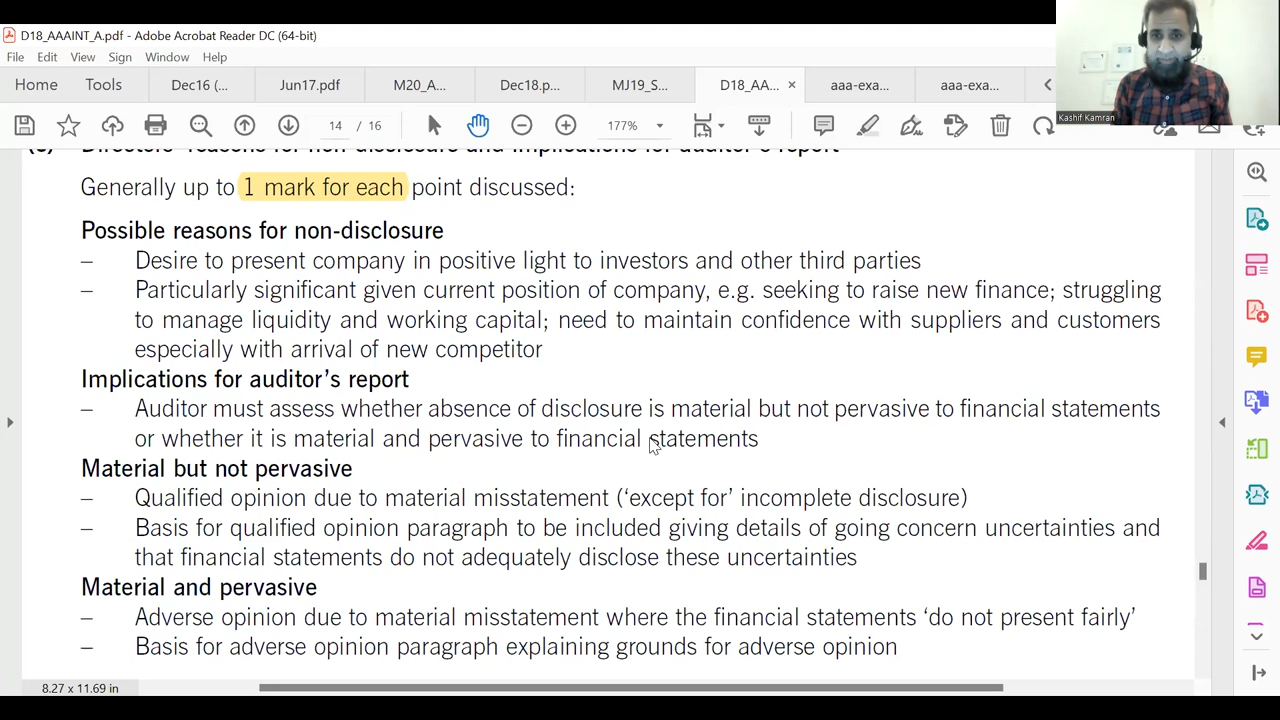 D18_AAAINT_A.pdf - Adobe Acrobat Reader DC (64-bit)
File Edit View Sign Window Help
Home Tools Dec16 (... Jun17.pdf M20_A... Dec18.p... MJ19_S... D18_AA... × aaa-exa... aaa-exa...
14 / 16 177%
Kashif Kamran
Directors' reasons for non-disclosure and implications for auditor's report
Generally up to 1 mark for each point discussed:
Possible reasons for non-disclosure
– Desire to present company in positive light to investors and other third parties
– Particularly significant given current position of company, e.g. seeking to raise new finance; struggling
to manage liquidity and working capital; need to maintain confidence with suppliers and customers
especially with arrival of new competitor
Implications for auditor's report
– Auditor must assess whether absence of disclosure is material but not pervasive to financial statements
or whether it is material and pervasive to financial statements
Material but not pervasive
– Qualified opinion due to material misstatement ('except for' incomplete disclosure)
– Basis for qualified opinion paragraph to be included giving details of going concern uncertainties and
that financial statements do not adequately disclose these uncertainties
Material and pervasive
– Adverse opinion due to material misstatement where the financial statements 'do not present fairly'
– Basis for adverse opinion paragraph explaining grounds for adverse opinion
8.27 x 11.69 in